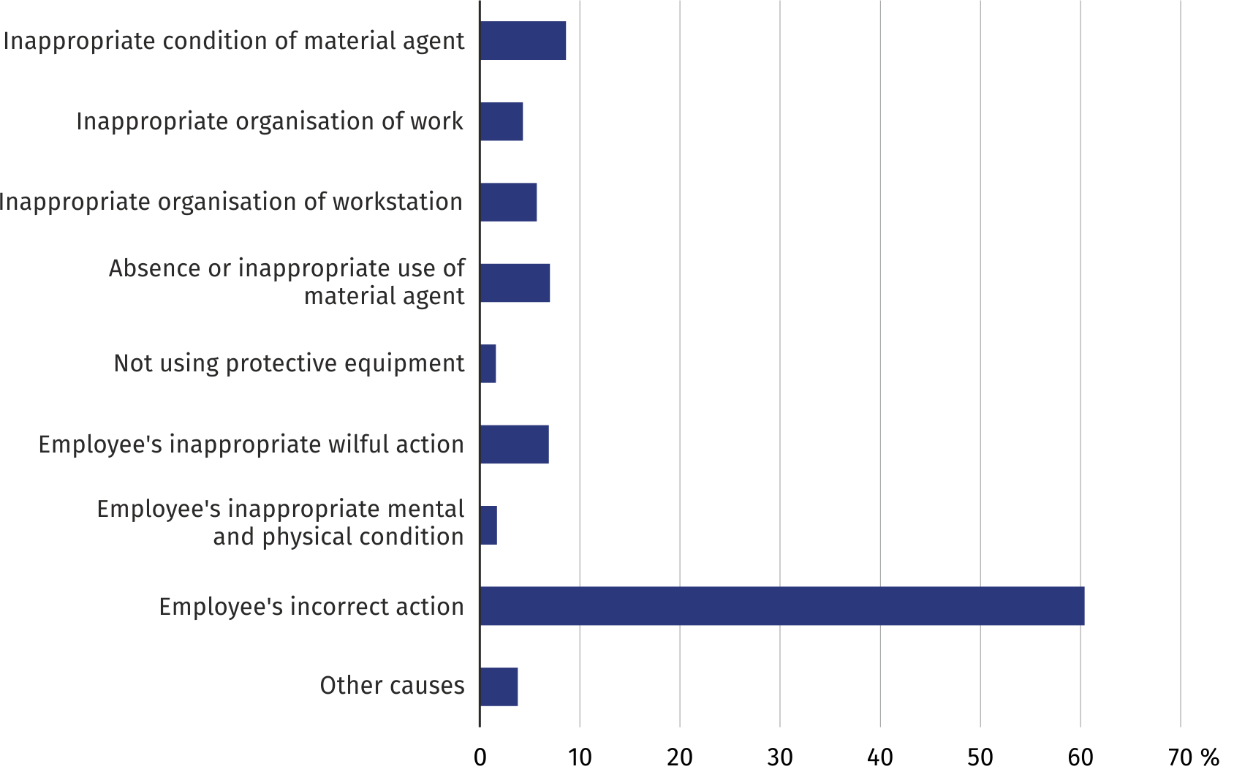 Inappropriate condition of material agent
Inappropriate organisation of work
Inappropriate organisation of workstation
Absence or inappropriate use of
material agent
Not using protective equipment
Employee's inappropriate wilful action
Employee's inappropriate mental
and physical condition
Employee's incorrect action
Other causes
0 10 20 30 40 50 60 70 %